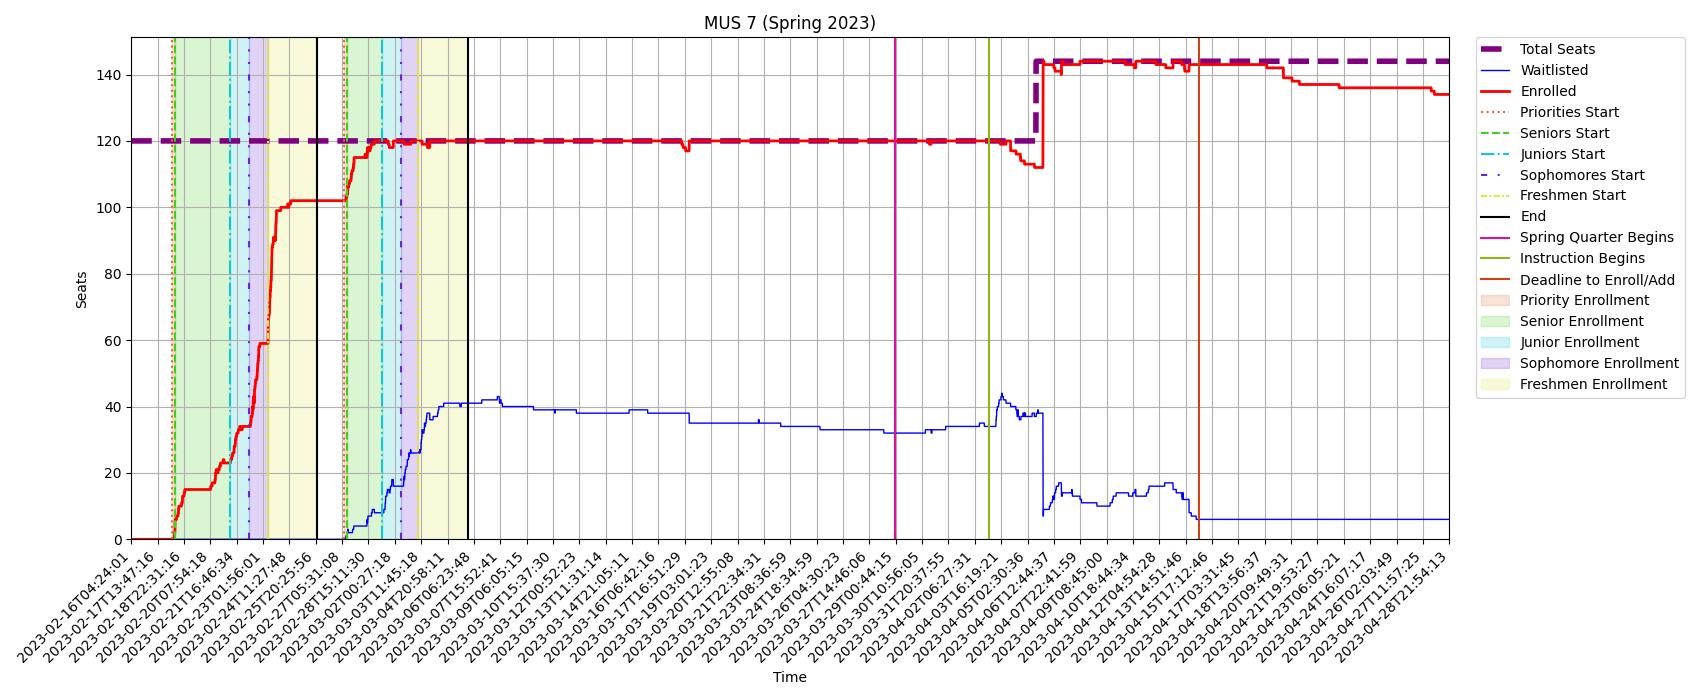 MUS 7 (Spring 2023)
Seats
140
120
100
80
60
40
20
0
2023-02-16T04:24:01
2023-02-17T13:47:16
2023-02-18T22:31:16
2023-02-20T07:54:18
2023-02-21T16:46:34
2023-02-23T01:56:01
2023-02-24T11:27:48
2023-02-25T20:25:56
2023-02-27T05:31:08
2023-02-28T15:11:30
2023-03-02T00:27:18
2023-03-03T11:45:18
2023-03-04T20:58:11
2023-03-06T06:23:48
2023-03-07T15:52:41
2023-03-09T06:05:15
2023-03-10T15:37:30
2023-03-12T00:52:23
2023-03-13T11:31:14
2023-03-14T21:05:11
2023-03-16T06:42:16
2023-03-17T16:51:29
2023-03-19T03:01:23
2023-03-20T12:55:08
2023-03-21T22:34:31
2023-03-23T08:36:59
2023-03-24T18:34:59
2023-03-26T04:30:23
2023-03-27T14:46:06
2023-03-29T00:44:15
2023-03-30T10:56:05
2023-03-31T20:37:55
2023-04-02T06:27:31
2023-04-03T16:19:21
2023-04-05T02:30:36
2023-04-06T12:44:37
2023-04-07T22:41:59
2023-04-09T08:45:00
2023-04-10T18:44:34
2023-04-12T04:54:28
2023-04-13T14:51:46
2023-04-15T17:12:46
2023-04-17T03:31:45
2023-04-18T13:56:37
2023-04-20T09:49:31
2023-04-21T19:53:27
2023-04-23T06:05:21
2023-04-24T16:07:17
2023-04-26T02:03:49
2023-04-27T11:57:25
2023-04-28T21:54:13
Time
Total Seats
Waitlisted
Enrolled
Priorities Start
Seniors Start
Juniors Start
Sophomores Start
Freshmen Start
End
Spring Quarter Begins
Instruction Begins
Deadline to Enroll/Add
Priority Enrollment
Senior Enrollment
Junior Enrollment
Sophomore Enrollment
Freshmen Enrollment